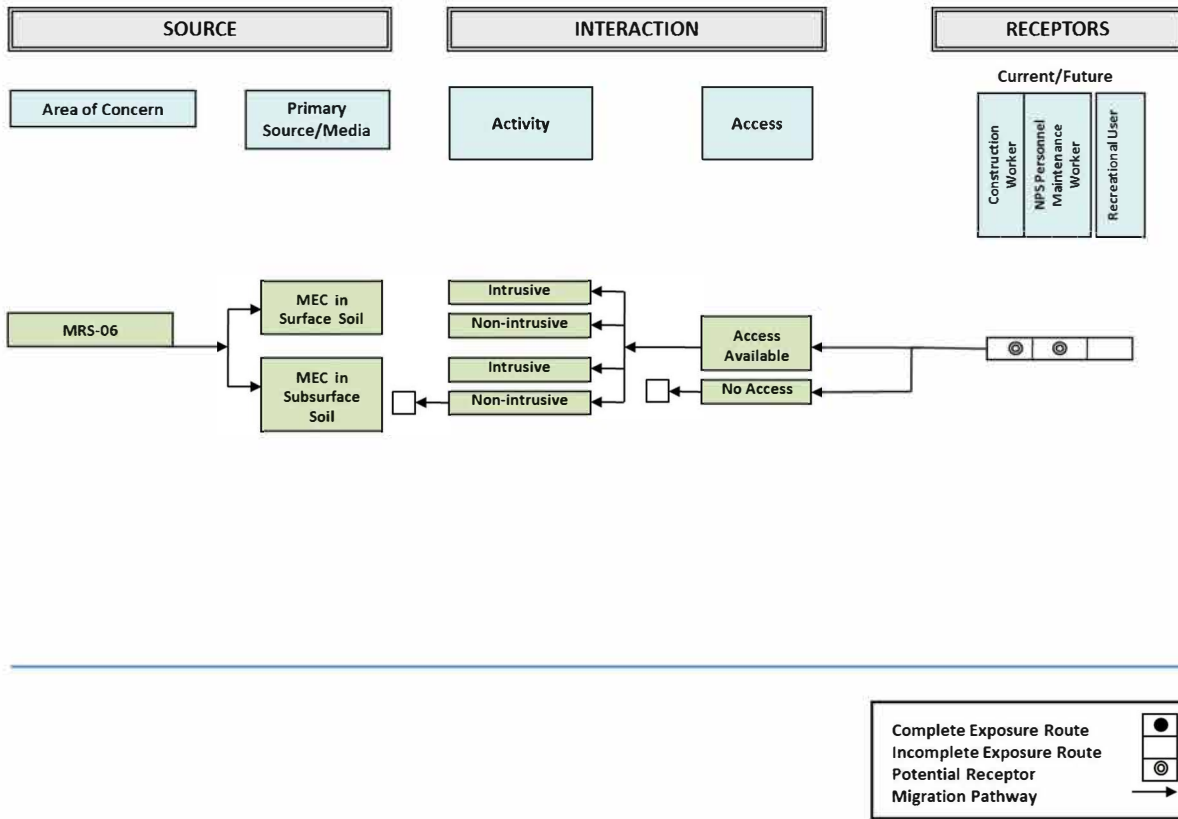 SOURCE
INTERACTION
RECEPTORS
Current/Future
Area of Concern
Primary
Source/Media
Activity
Access
Construction
Worker
NPS Personnel
Maintenance
Worker
Recreational User
MRS-06
MEC in
Surface Soil
MEC in
Subsurface
Soil
Intrusive
Non-intrusive
Intrusive
Non-intrusive
Access
Available
No Access
Complete Exposure Route
Incomplete Exposure Route
Potential Receptor
Migration Pathway